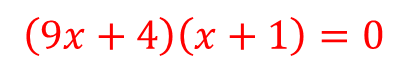 (9x + 4)(x + 1) = 0